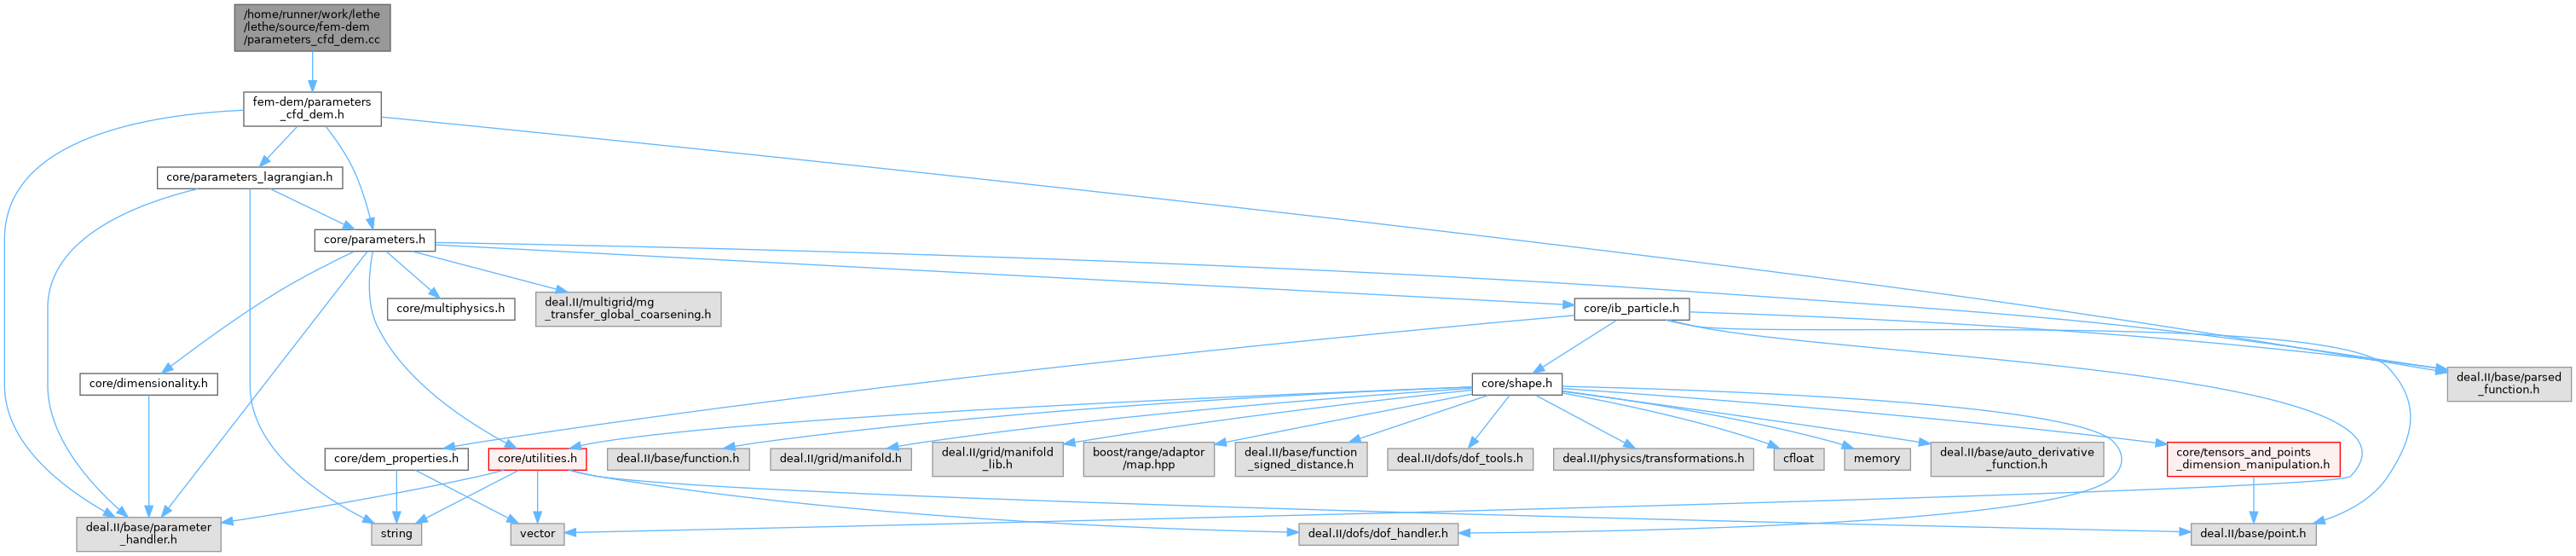 /home/runner/work/lethe
/lethe/source/fem-dem
/parameters_cfd_dem.cc
fem-dem/parameters
_cfd_dem.h
core/parameters_lagrangian.h
core/parameters.h
core/multiphysics.h
deal.II/multigrid/mg
_transfer_global_coarsening.h
core/ib_particle.h
core/dimensionality.h
core/shape.h
deal.II/base/parsed
_function.h
core/dem_properties.h
core/utilities.h
deal.II/base/function.h
deal.II/grid/manifold.h
deal.II/grid/manifold
_lib.h
boost/range/adaptor
/map.hpp
deal.II/base/function
_signed_distance.h
deal.II/dofs/dof_tools.h
deal.II/physics/transformations.h
cfloat
memory
deal.II/base/auto_derivative
_function.h
core/tensors_and_points
_dimension_manipulation.h
deal.II/base/parameter
_handler.h
string
vector
deal.II/dofs/dof_handler.h
deal.II/base/point.h